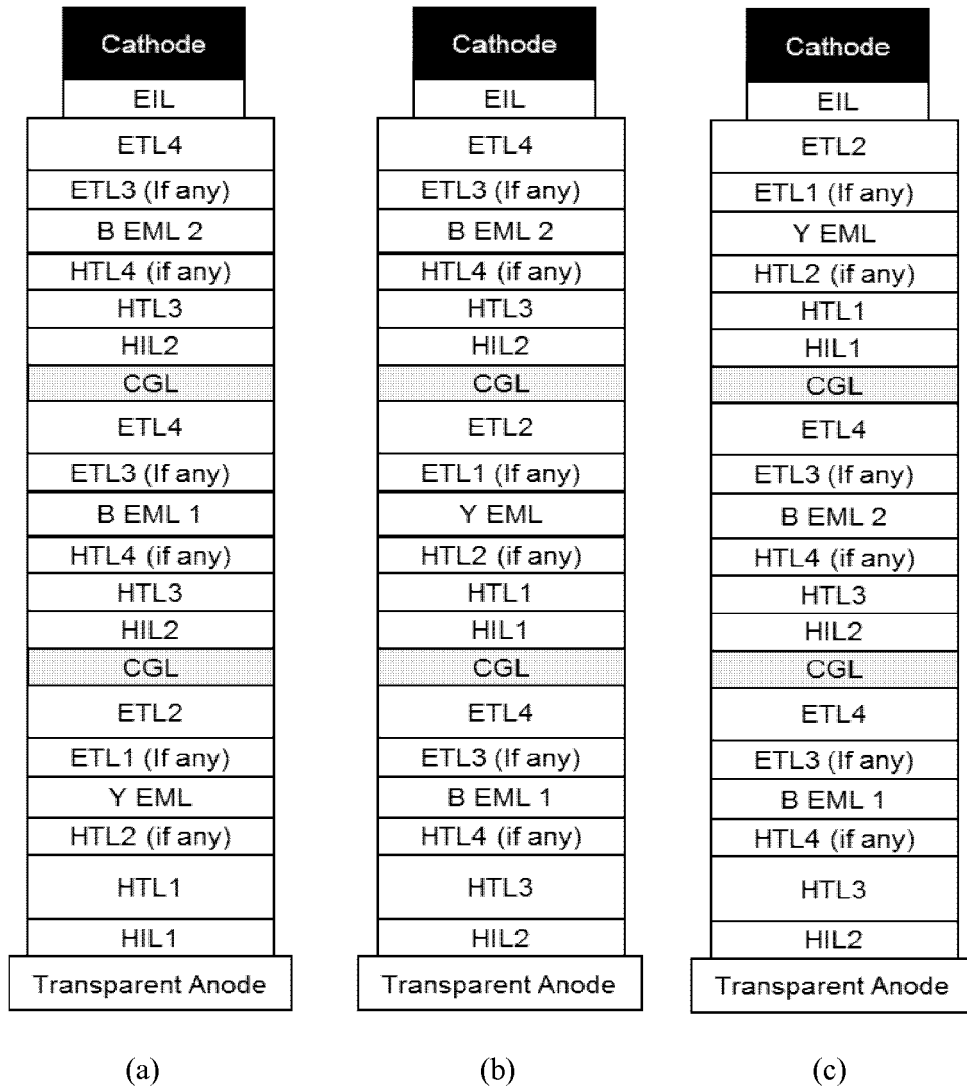 Cathode
EIL
ETL4
ETL3 (If any)
B EML 2
HTL4 (if any)
HTL3
HIL2
CGL
ETL4
ETL3 (If any)
B EML 1
HTL4 (if any)
HTL3
HIL2
CGL
ETL2
ETL1 (If any)
Y EML
HTL2 (if any)
HTL1
HIL1
Transparent Anode
(a)
Cathode
EIL
ETL4
ETL3 (If any)
B EML 2
HTL4 (if any)
HTL3
HIL2
CGL
ETL2
ETL1 (If any)
Y EML
HTL2 (if any)
HTL1
HIL1
CGL
ETL4
ETL3 (If any)
B EML 1
HTL4 (if any)
HTL3
HIL2
Transparent Anode
(b)
Cathode
EIL
ETL2
ETL1 (If any)
Y EML
HTL2 (if any)
HTL1
HIL1
CGL
ETL4
ETL3 (If any)
B EML 2
HTL4 (if any)
HTL3
HIL2
CGL
ETL4
ETL3 (If any)
B EML 1
HTL4 (if any)
HTL3
HIL2
Transparent Anode
(c)